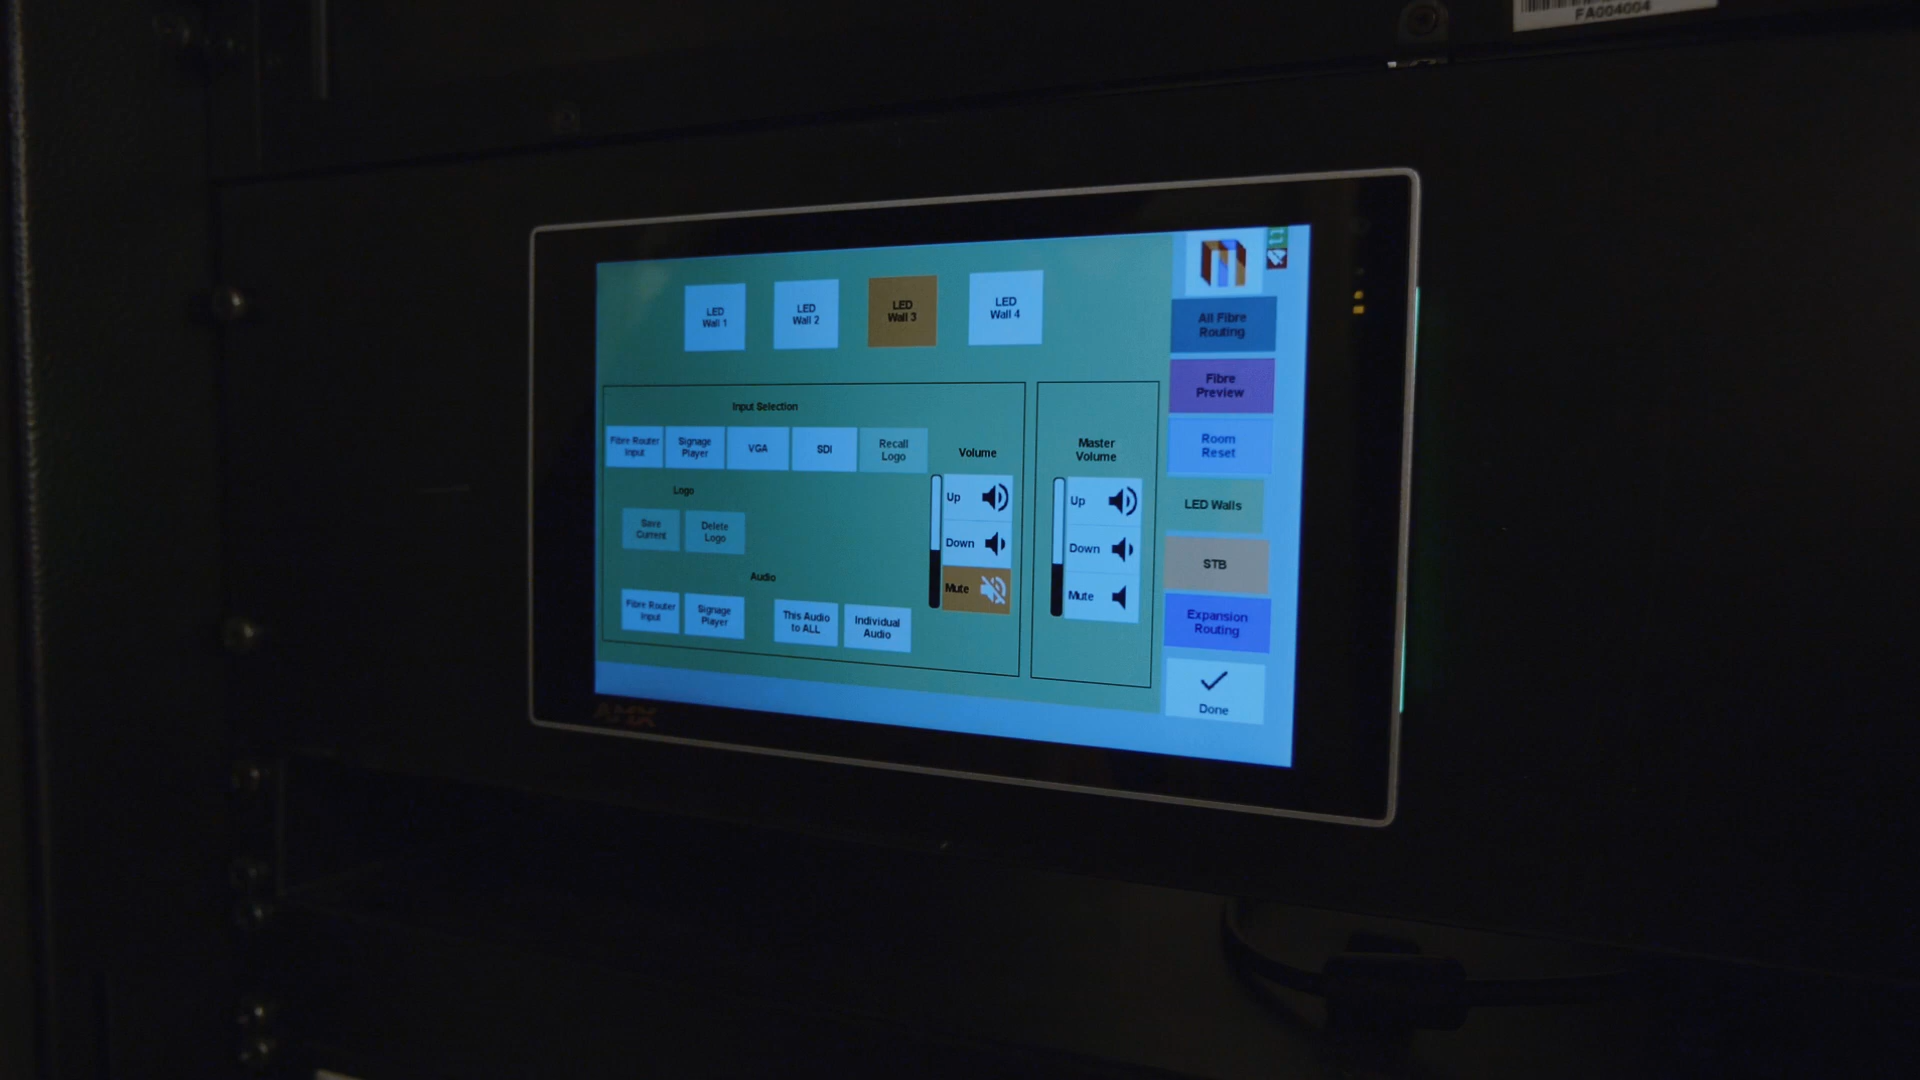 FA004004
LED
Wall 1
LED
Wall 2
LED
Wall 3
LED
Wall 4
Input Selection
Fibre Router
Input
Signage
Player
VGA
SDI
Recall
Logo
Logo
Save
Current
Delete
Logo
Audio
Fibre Router
Input
Signage
Player
This Audio
to ALL
Individual
Audio
Volume
Up
Down
Mute
Master
Volume
Up
Down
Mute
All Fibre
Routing
Fibre
Preview
Room
Reset
LED Walls
STB
Expansion
Routing
Done
AMX